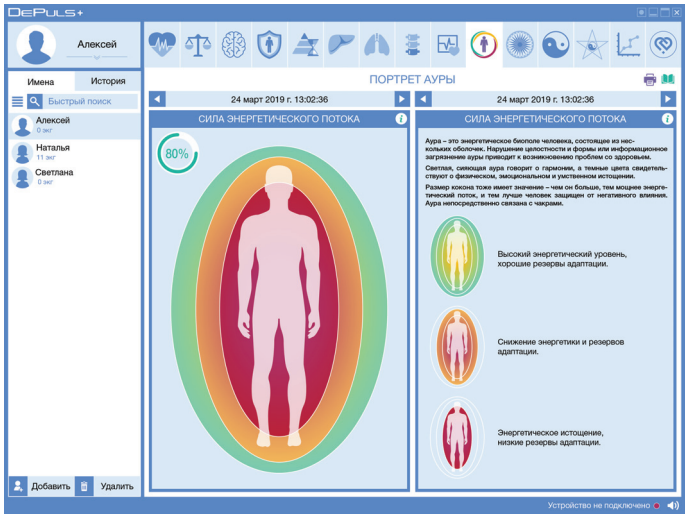 DePuls+
Алексей
Имена
История
Быстрый поиск
Алексей
0 экг
Наталья
11 экг
Светлана
0 экг
Добавить
Удалить
ПОРТРЕТ АУРЫ
24 март 2019 г. 13:02:36
СИЛА ЭНЕРГЕТИЧЕСКОГО ПОТОКА
i
80%
24 март 2019 г. 13:02:36
СИЛА ЭНЕРГЕТИЧЕСКОГО ПОТОКА
i
Аура – это энергетическое биополе человека, состоящее из нес-
кольких оболочек. Нарушение целостности и формы или информационное
загрязнение ауры приводит к возникновению проблем со здоровьем.
Светлая, сияющая аура говорит о гармонии, а темные цвета свидетель-
ствуют о физическом, эмоциональном и умственном истощении.
Размер кокона тоже имеет значение – чем он больше, тем мощнее энерге-
тический поток, и тем лучше человек защищен от негативного влияния.
Аура непосредственно связана с чакрами.
Высокий энергетический уровень,
хорошие резервы адаптации.
Снижение энергетики и резервов
адаптации.
Энергетическое истощение,
низкие резервы адаптации.
Устройство не подключено